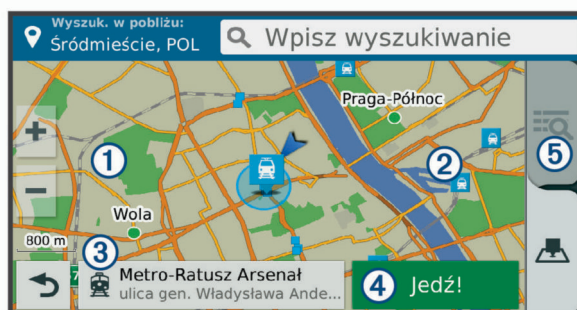 Wyszuk. w pobliżu:
Śródmieście, POL
Wpisz wyszukiwanie
Praga-Północ
+
1
2
5
−
Wola
800 m
3
7
Metro-Ratusz Arsenał
ulica gen. Władysława Ande...
4
Jedź!